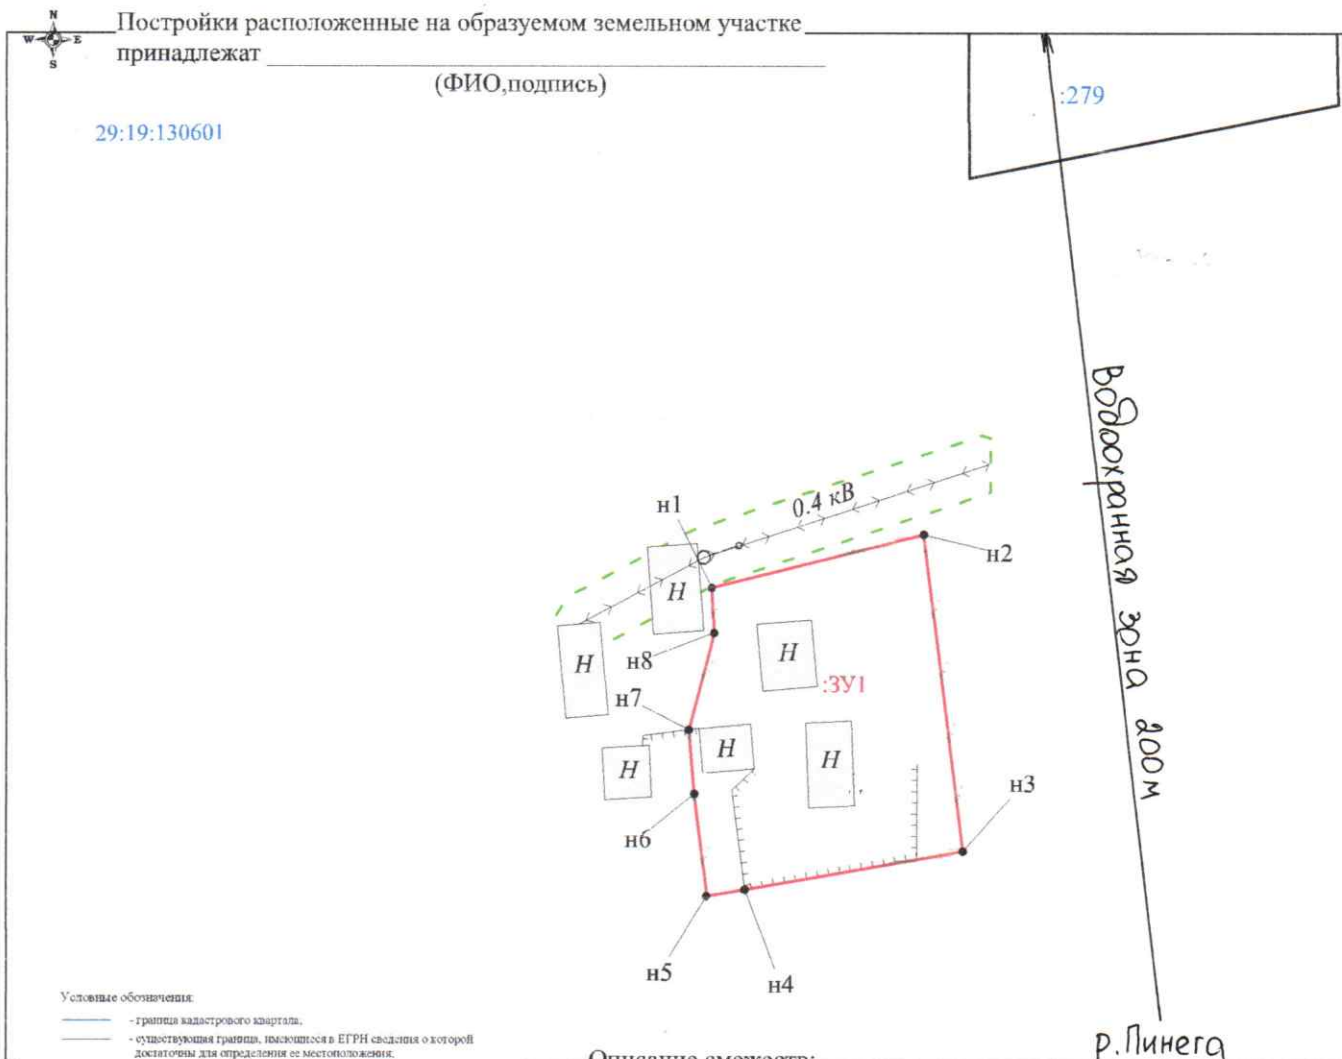 N
W E
S
Постройки расположенные на образуемом земельном участке
принадлежат
(ФИО,подпись)
29:19:130601
:279
Водоохранная зона 200м
0.4 кВ
н1
н2
Н
н8
Н
Н
:ЗУ1
н7
Н
Н
Н
н3
н6
н5
н4
Условные обозначения:
- граница кадастрового квартала,
- существующая граница, имеющиеся в ЕГРН сведения о которой
достаточны для определения ее местоположения;
Описание смежеств:
р.Пинега